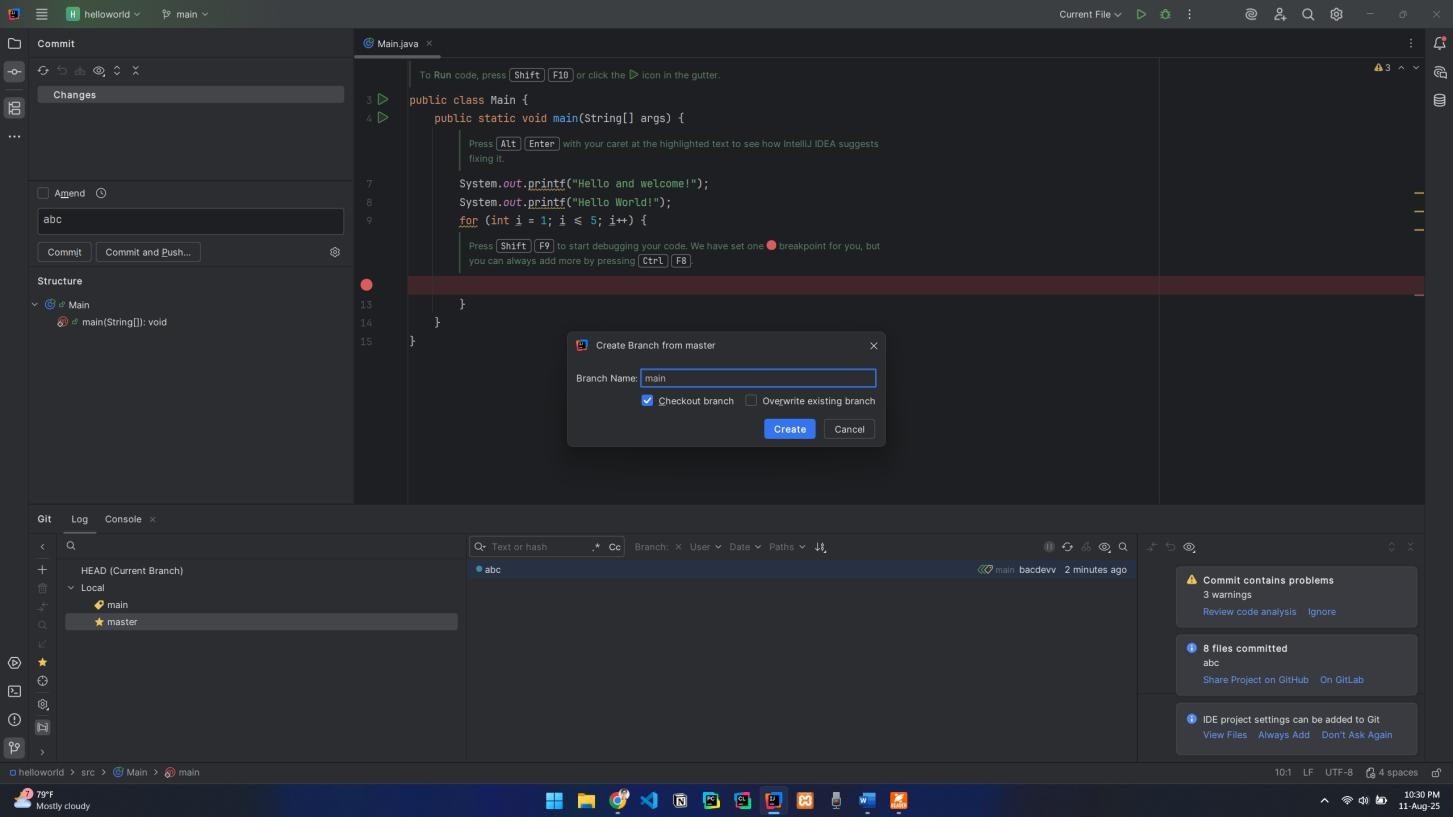 H helloworld
main
Current File
Commit
Changes
Amend
abc
Commit
Commit and Push...
Structure
Main
main(String[]): void
Main.java
3
To Run code, press Shift F10 or click the icon in the gutter.
3 public class Main {
4 public static void main(String[] args) {
Press Alt Enter with your caret at the highlighted text to see how IntelliJ IDEA suggests
fixing it.
7 System.out.printf("Hello and welcome!");
8 System.out.printf("Hello World!");
9 for (int i = 1; i ≤ 5; i++) {
Press Shift F9 to start debugging your code. We have set one breakpoint for you, but
you can always add more by pressing Ctrl F8.
13 }
14 }
15 }
Create Branch from master
Branch Name: main
Checkout branch
Overwrite existing branch
Create
Cancel
Git
Log
Console
HEAD (Current Branch)
Local
main
master
Text or hash
.*
Cc
Branch:
User
Date
Paths
abc
main
bacdevv
2 minutes ago
Commit contains problems
3 warnings
Review code analysis
Ignore
8 files committed
abc
Share Project on GitHub
On GitLab
IDE project settings can be added to Git
View Files
Always Add
Don't Ask Again
helloworld > src > Main > main
10:1
LF
UTF-8
4 spaces
7
79°F
Mostly cloudy
10:30 PM
11-Aug-25